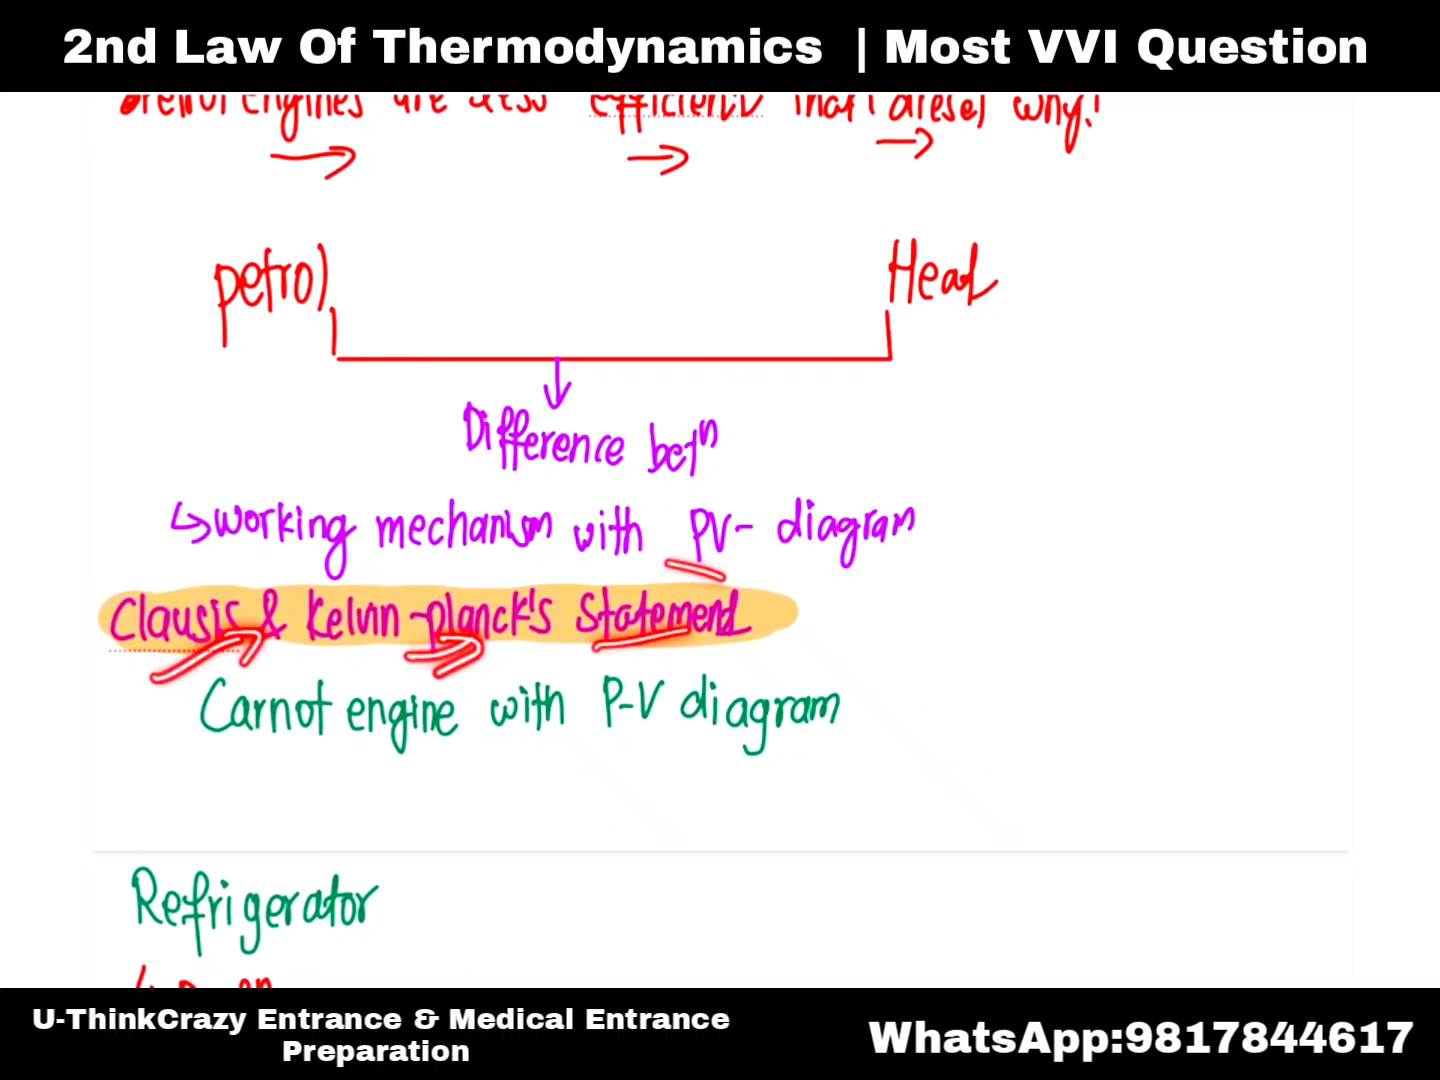 2nd Law Of Thermodynamics | Most VVI Question
engines are less efficient than diesel why?
petrol Heat
Difference betⁿ
↳ working mechanism with PV- diagram
Clausis & Kelvin-planck's Statement
Carnot engine with P-V diagram
Refrigerator
U-ThinkCrazy Entrance & Medical Entrance
Preparation
WhatsApp:9817844617